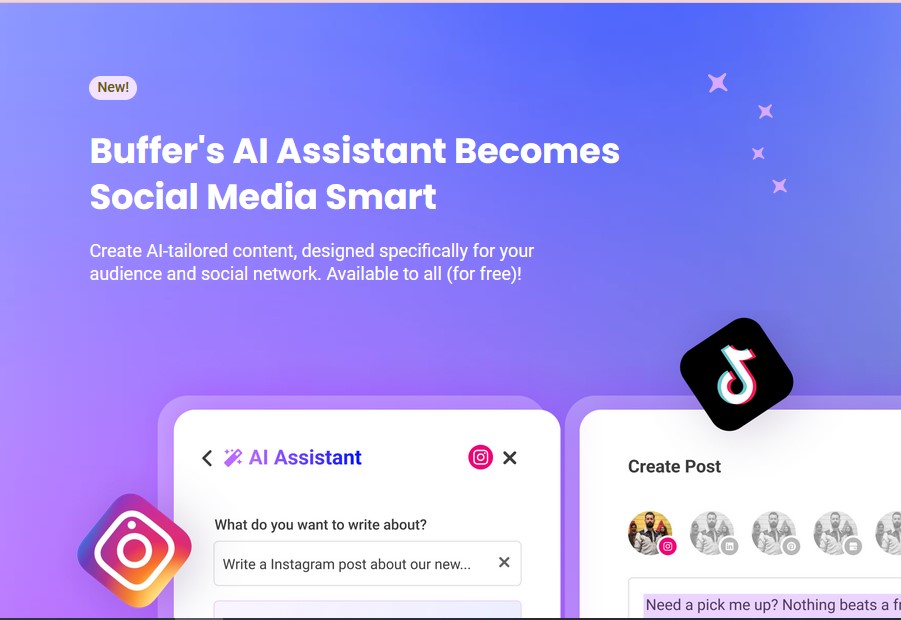 New!
Buffer's AI Assistant Becomes
Social Media Smart
Create AI-tailored content, designed specifically for your
audience and social network. Available to all (for free)!
AI Assistant
What do you want to write about?
Write a Instagram post about our new...
Create Post
Need a pick me up? Nothing beats a